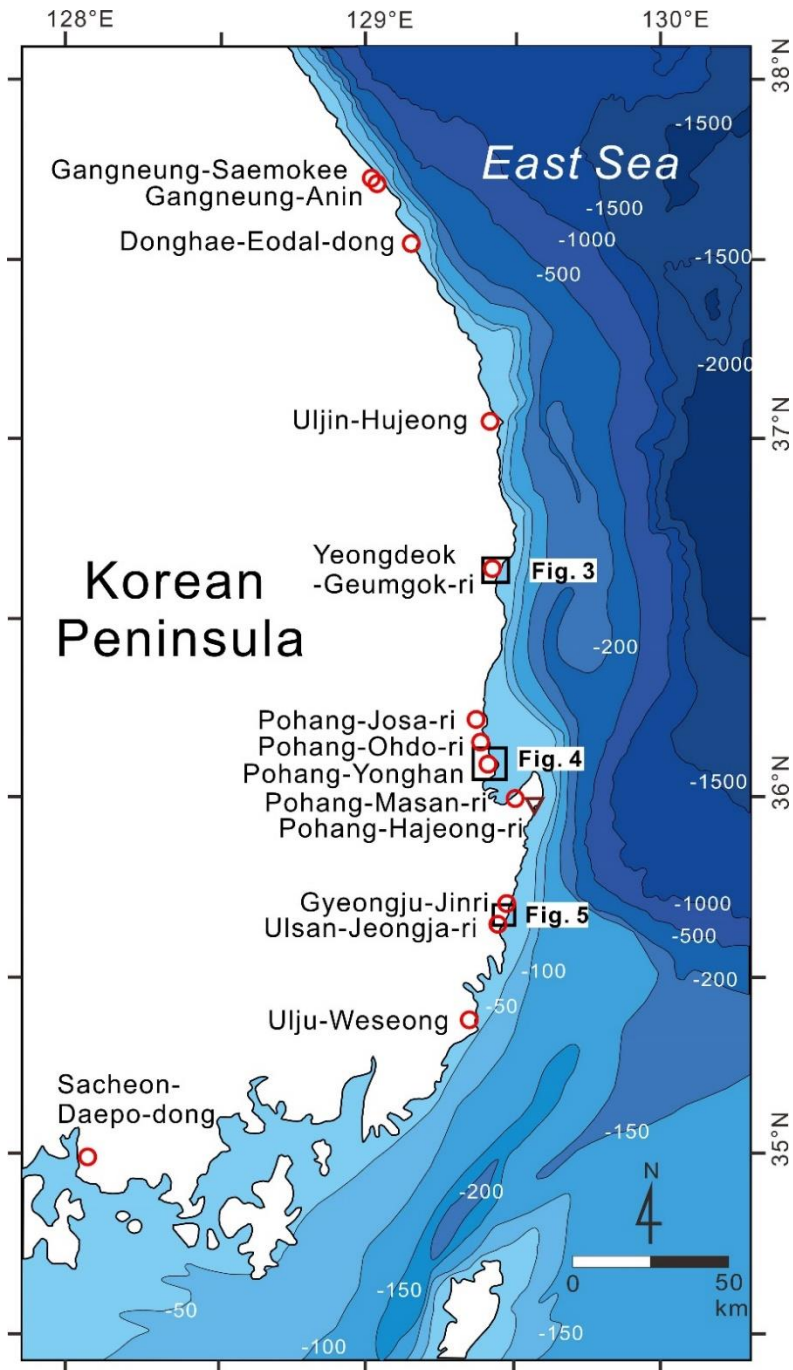 128°E
129°E
130°E
38°N
-1500
East Sea
Gangneung-Saemokee
Gangneung-Anin
-1500
-1000
Donghae-Eodal-dong
-1500
-500
-2000
Uljin-Hujeong
37°N
Yeongdeok
-Geumgok-ri
Fig. 3
Korean
Peninsula
-200
Pohang-Josa-ri
Pohang-Ohdo-ri
Fig. 4
Pohang-Yonghan
-1500
Pohang-Masan-ri
36°N
Pohang-Hajeong-ri
Gyeongju-Jinri
-1000
Fig. 5
Ulsan-Jeongja-ri
-500
-100
-200
-50
Ulju-Weseong
Sacheon-
Daepo-dong
-150
35°N
-200
N
-150
0
50
km
-50
-100
-150